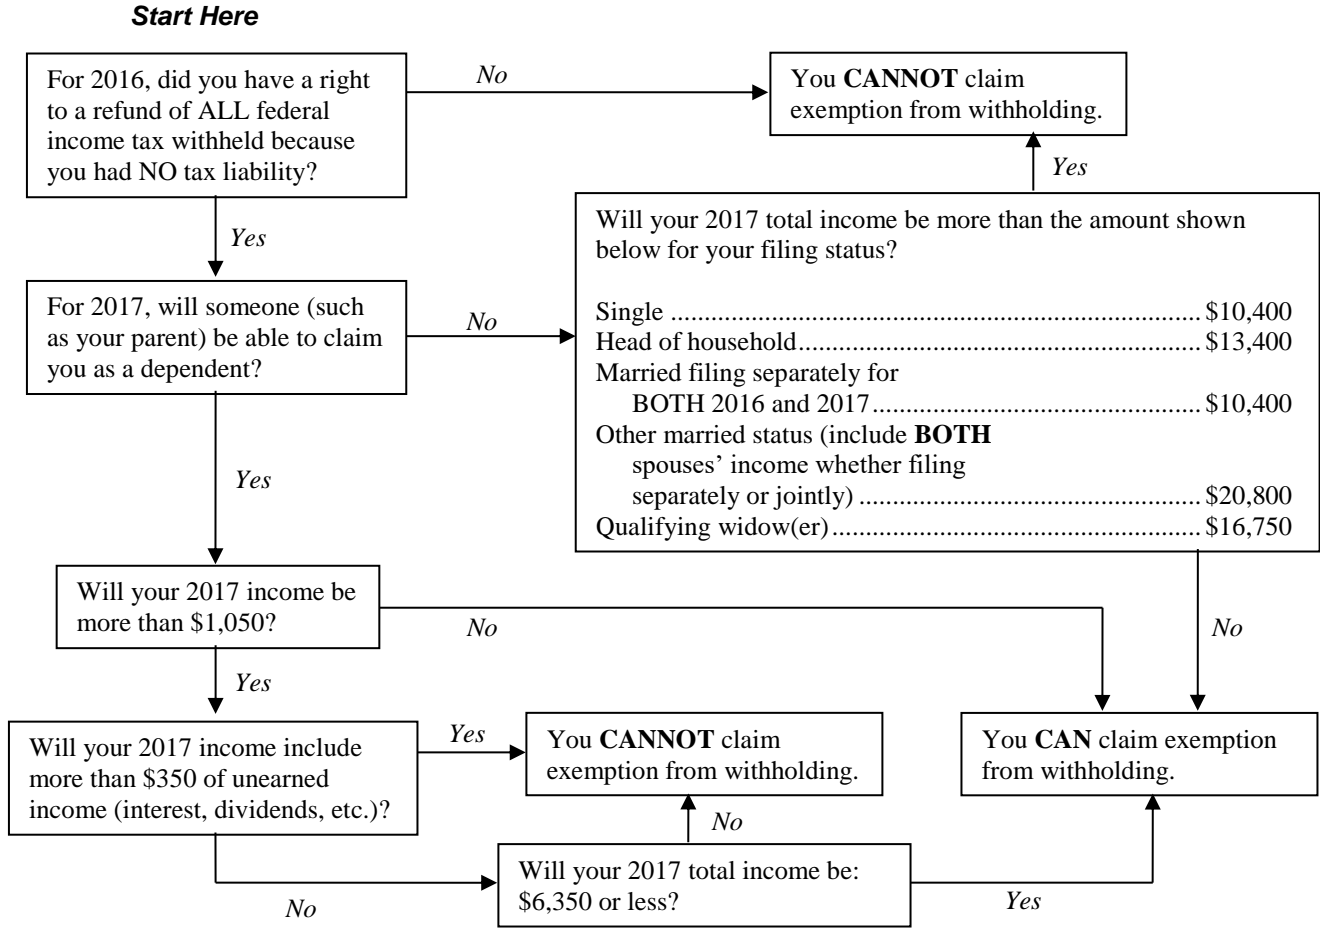 Start Here
For 2016, did you have a right
to a refund of ALL federal
income tax withheld because
you had NO tax liability?
No
You CANNOT claim
exemption from withholding.
Yes
Yes
Will your 2017 total income be more than the amount shown
below for your filing status?
Single ........................................................................... $10,400
Head of household......................................................... $13,400
Married filing separately for
BOTH 2016 and 2017.............................................. $10,400
Other married status (include BOTH
spouses’ income whether filing
separately or jointly) ................................................ $20,800
Qualifying widow(er).................................................... $16,750
For 2017, will someone (such
as your parent) be able to claim
you as a dependent?
No
Yes
Will your 2017 income be
more than $1,050?
No
No
Yes
Will your 2017 income include
more than $350 of unearned
income (interest, dividends, etc.)?
Yes
You CANNOT claim
exemption from withholding.
You CAN claim exemption
from withholding.
No
No
Will your 2017 total income be:
$6,350 or less?
Yes